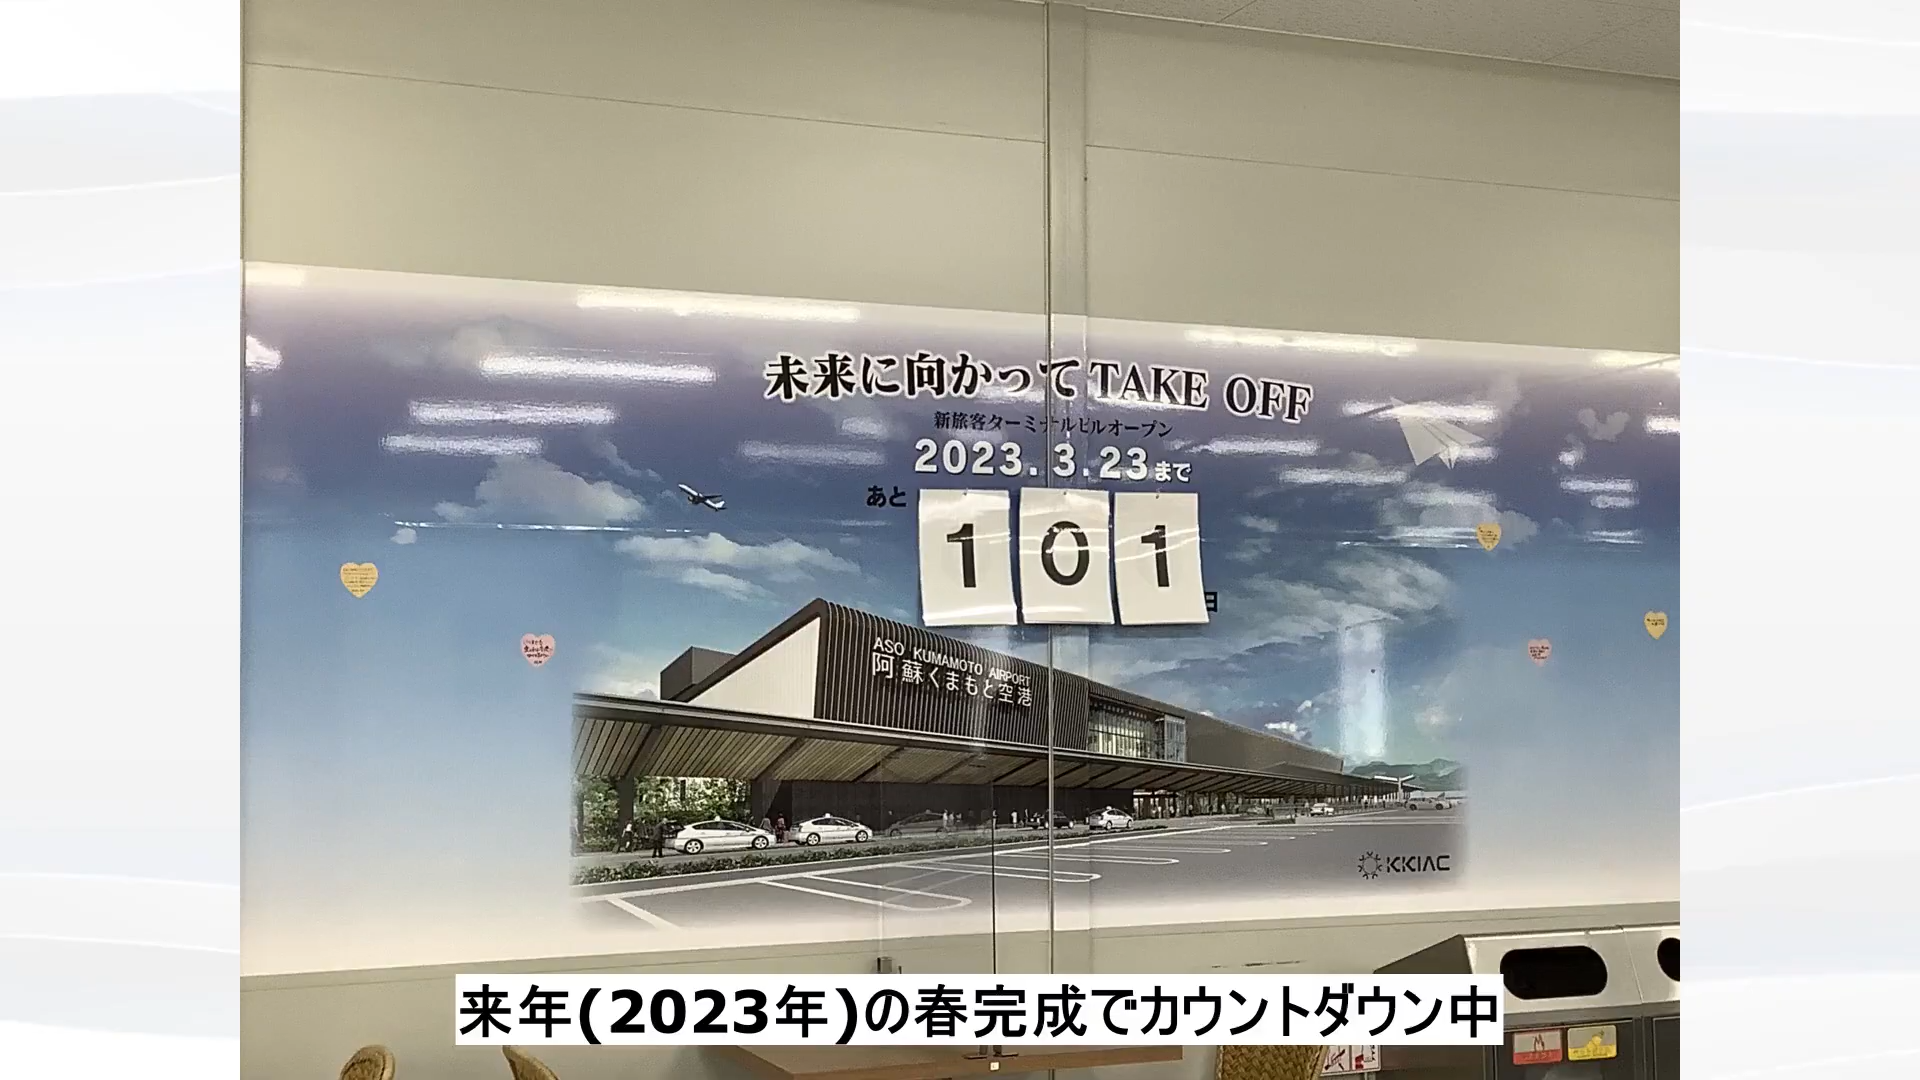 未来に向かってTAKE OFF
新旅客ターミナルビルオープン
2023.3.23まで
あと
101
日
ASO KUMAMOTO AIRPORT
阿蘇くまもと空港
KKIAC
来年(2023年)の春完成でカウントダウン中